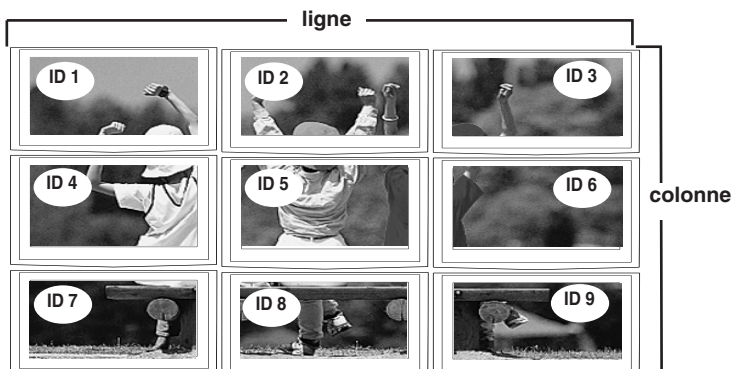 ligne
ID 1 ID 2 ID 3
ID 4 ID 5 ID 6
colonne
ID 7 ID 8 ID 9